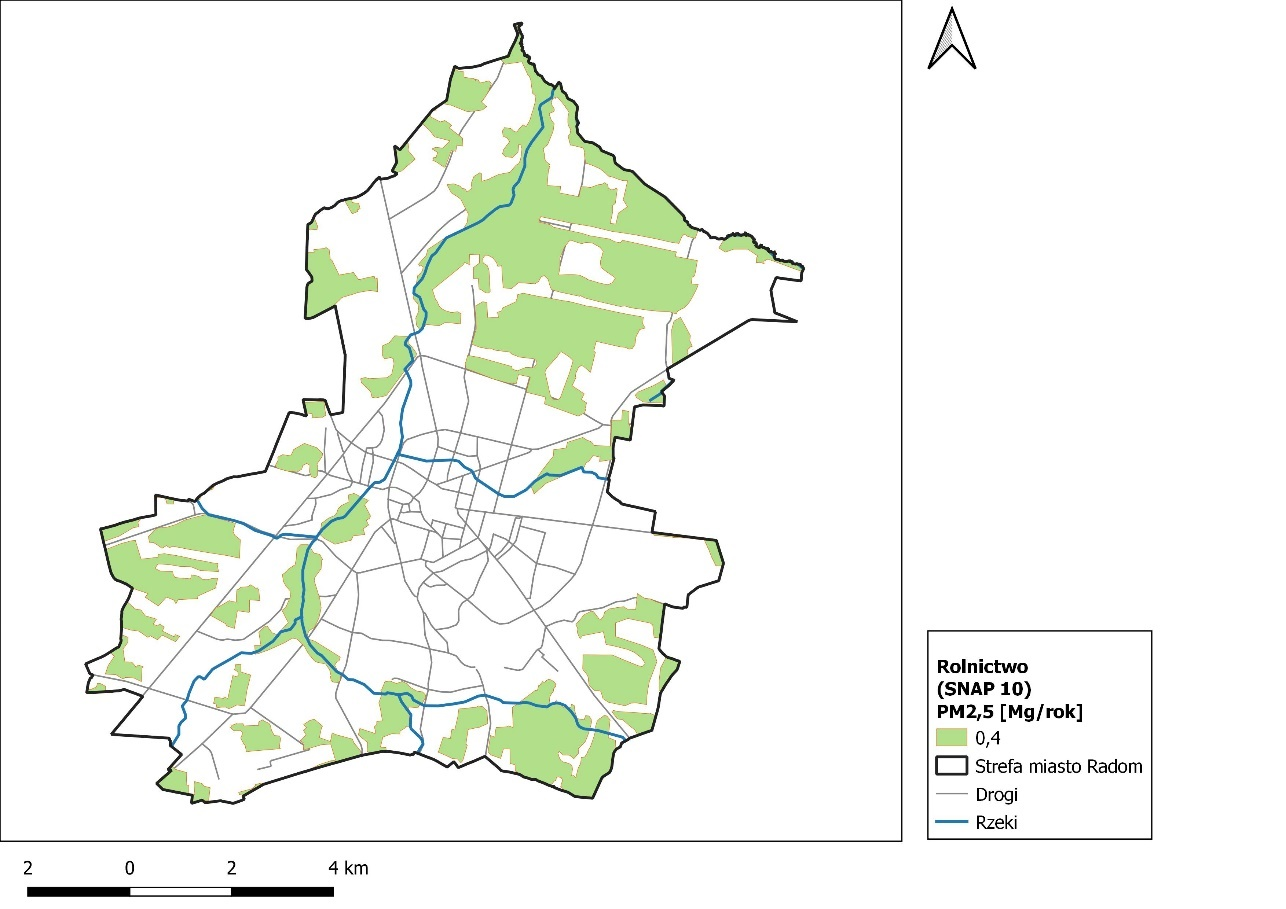 Rolnictwo
(SNAP 10)
PM2,5 [Mg/rok]
0,4
Strefa miasto Radom
Drogi
Rzeki
2 0 2 4 km